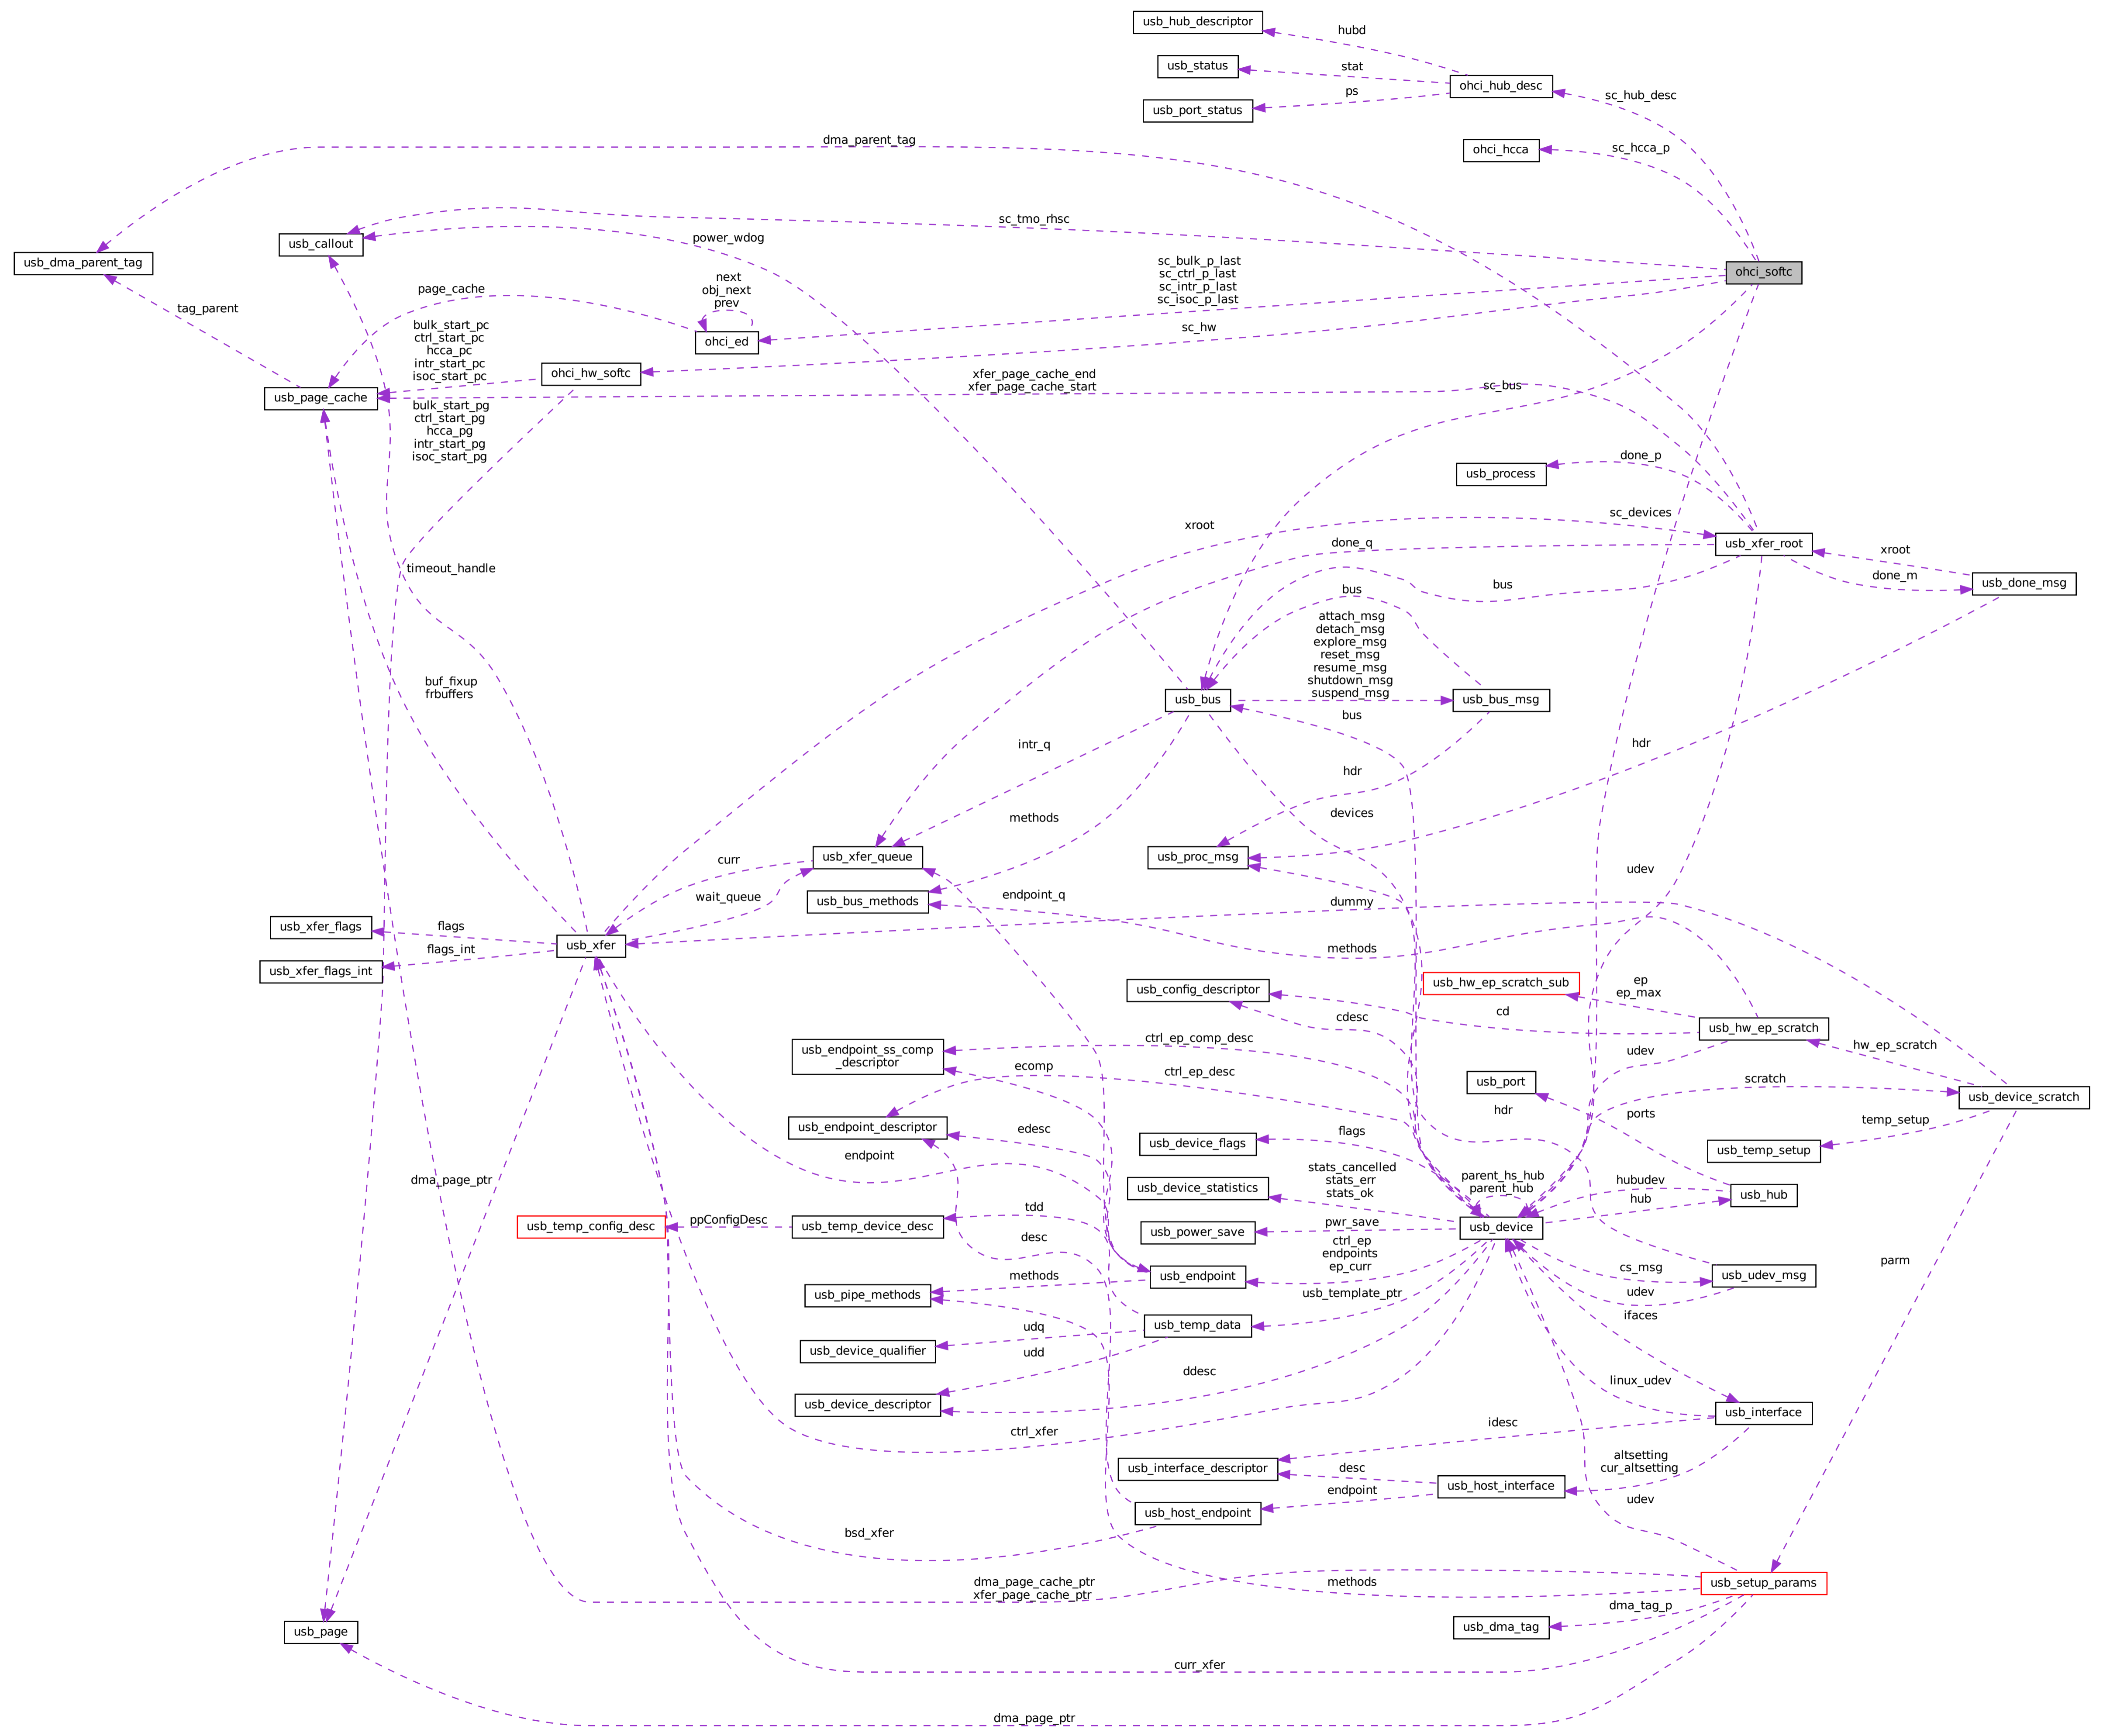 usb_hub_descriptor
hubd
usb_status
stat
ohci_hub_desc
ps
usb_port_status
sc_hub_desc
dma_parent_tag
ohci_hcca
sc_hcca_p
sc_tmo_rhsc
power_wdog
usb_callout
usb_dma_parent_tag
sc_bulk_p_last
sc_ctrl_p_last
sc_intr_p_last
sc_isoc_p_last
ohci_softc
next
obj_next
prev
page_cache
tag_parent
ohci_ed
sc_hw
bulk_start_pc
ctrl_start_pc
hcca_pc
intr_start_pc
isoc_start_pc
ohci_hw_softc
usb_page_cache
xfer_page_cache_end
xfer_page_cache_start
sc_bus
bulk_start_pg
ctrl_start_pg
hcca_pg
intr_start_pg
isoc_start_pg
done_p
usb_process
sc_devices
xroot
done_q
usb_xfer_root
xroot
done_m
usb_done_msg
timeout_handle
bus
bus
attach_msg
detach_msg
explore_msg
reset_msg
resume_msg
shutdown_msg
suspend_msg
buf_fixup
frbuffers
usb_bus
usb_bus_msg
bus
intr_q
hdr
hdr
methods
devices
curr
usb_xfer_queue
usb_proc_msg
udev
wait_queue
endpoint_q
usb_bus_methods
dummy
usb_xfer_flags
flags
usb_xfer
flags_int
usb_xfer_flags_int
methods
usb_config_descriptor
usb_hw_ep_scratch_sub
ep
ep_max
cd
cdesc
usb_hw_ep_scratch
ctrl_ep_comp_desc
usb_endpoint_ss_comp
_descriptor
udev
hw_ep_scratch
ecomp
ctrl_ep_desc
usb_port
scratch
usb_device_scratch
hdr
ports
temp_setup
usb_endpoint_descriptor
edesc
flags
usb_device_flags
usb_temp_setup
endpoint
dma_page_ptr
stats_cancelled
stats_err
stats_ok
usb_device_statistics
parent_hs_hub
parent_hub
hubudev
hub
usb_hub
tdd
usb_temp_config_desc
ppConfigDesc
usb_temp_device_desc
pwr_save
usb_power_save
usb_device
desc
ctrl_ep
endpoints
ep_curr
parm
methods
usb_endpoint
cs_msg
usb_udev_msg
udev
usb_pipe_methods
usb_template_ptr
ifaces
udq
usb_temp_data
usb_device_qualifier
udd
ddesc
linux_udev
usb_device_descriptor
usb_interface
ctrl_xfer
idesc
altsetting
cur_altsetting
usb_interface_descriptor
desc
usb_host_interface
endpoint
usb_host_endpoint
udev
bsd_xfer
dma_page_cache_ptr
xfer_page_cache_ptr
methods
usb_setup_params
dma_tag_p
usb_dma_tag
usb_page
curr_xfer
dma_page_ptr